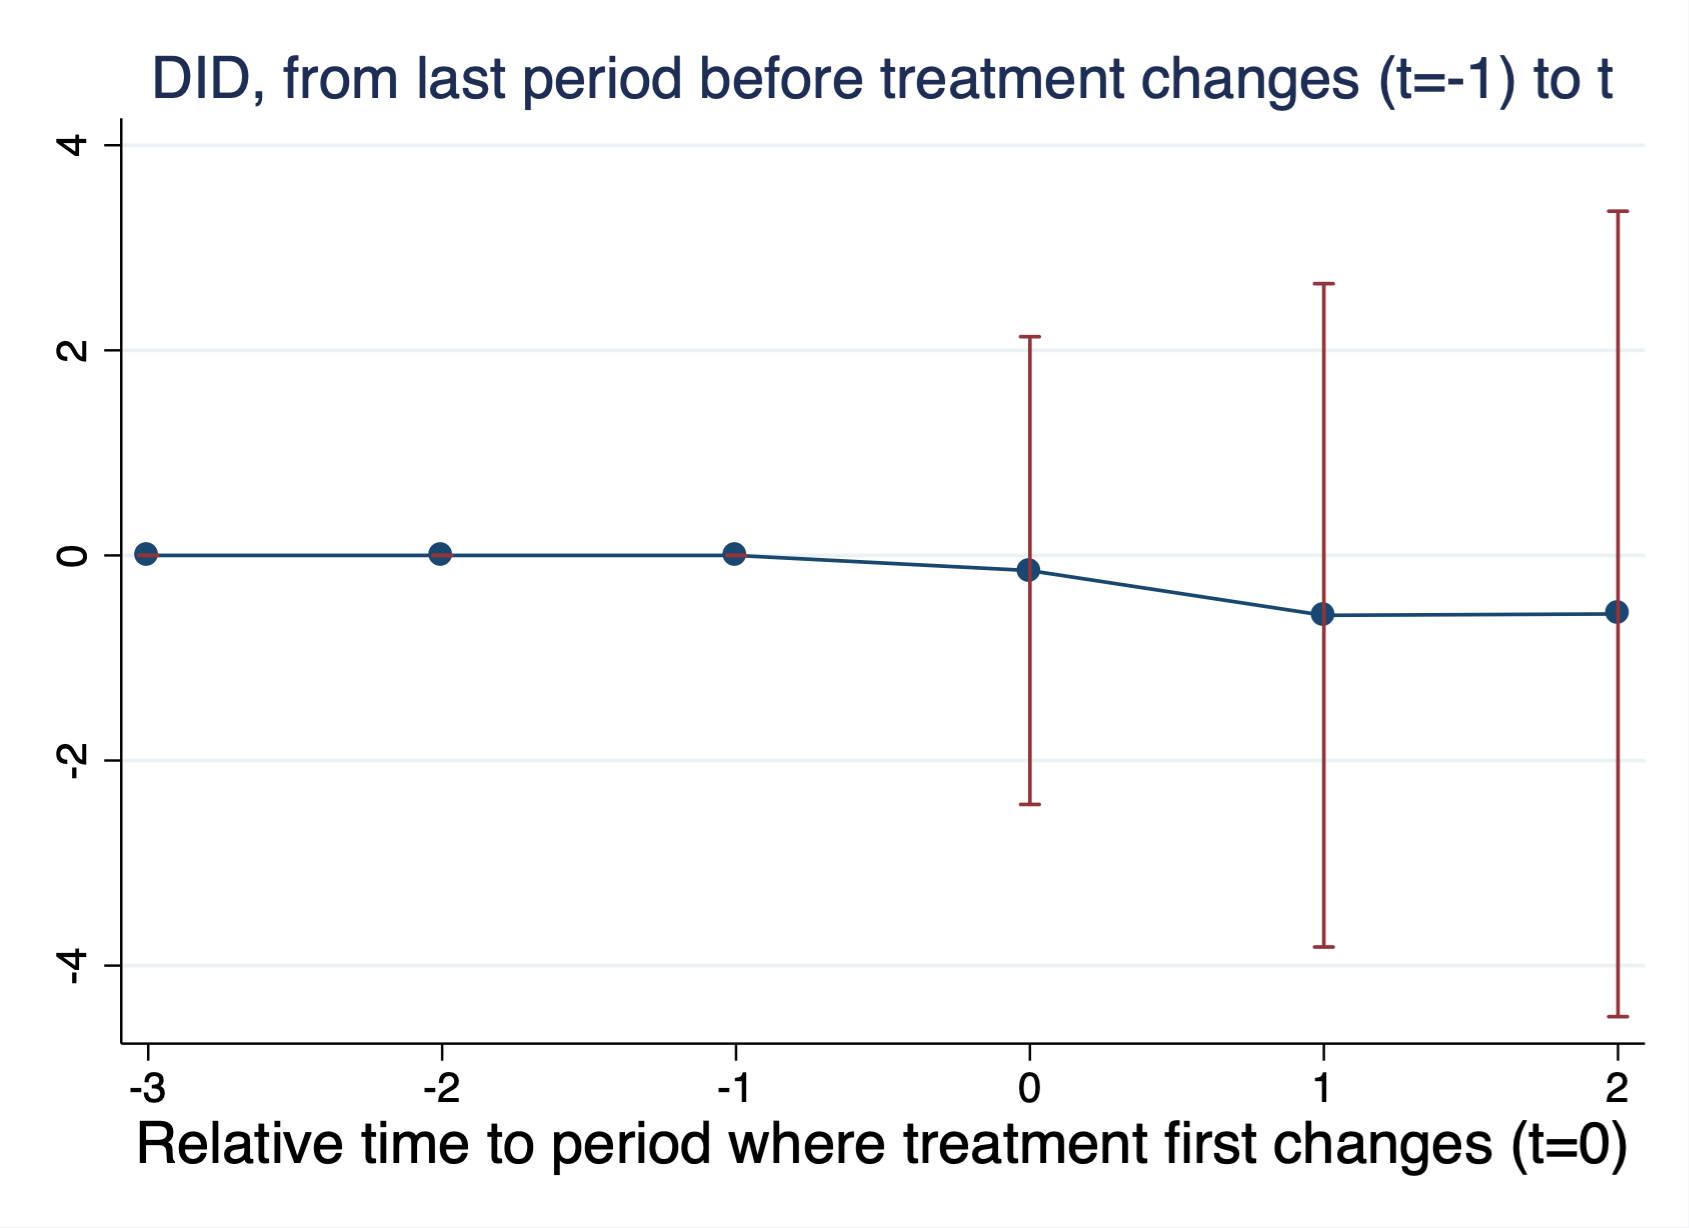 DID, from last period before treatment changes (t=-1) to t
4
2
0
-2
-4
-3 -2 -1 0 1 2
Relative time to period where treatment first changes (t=0)